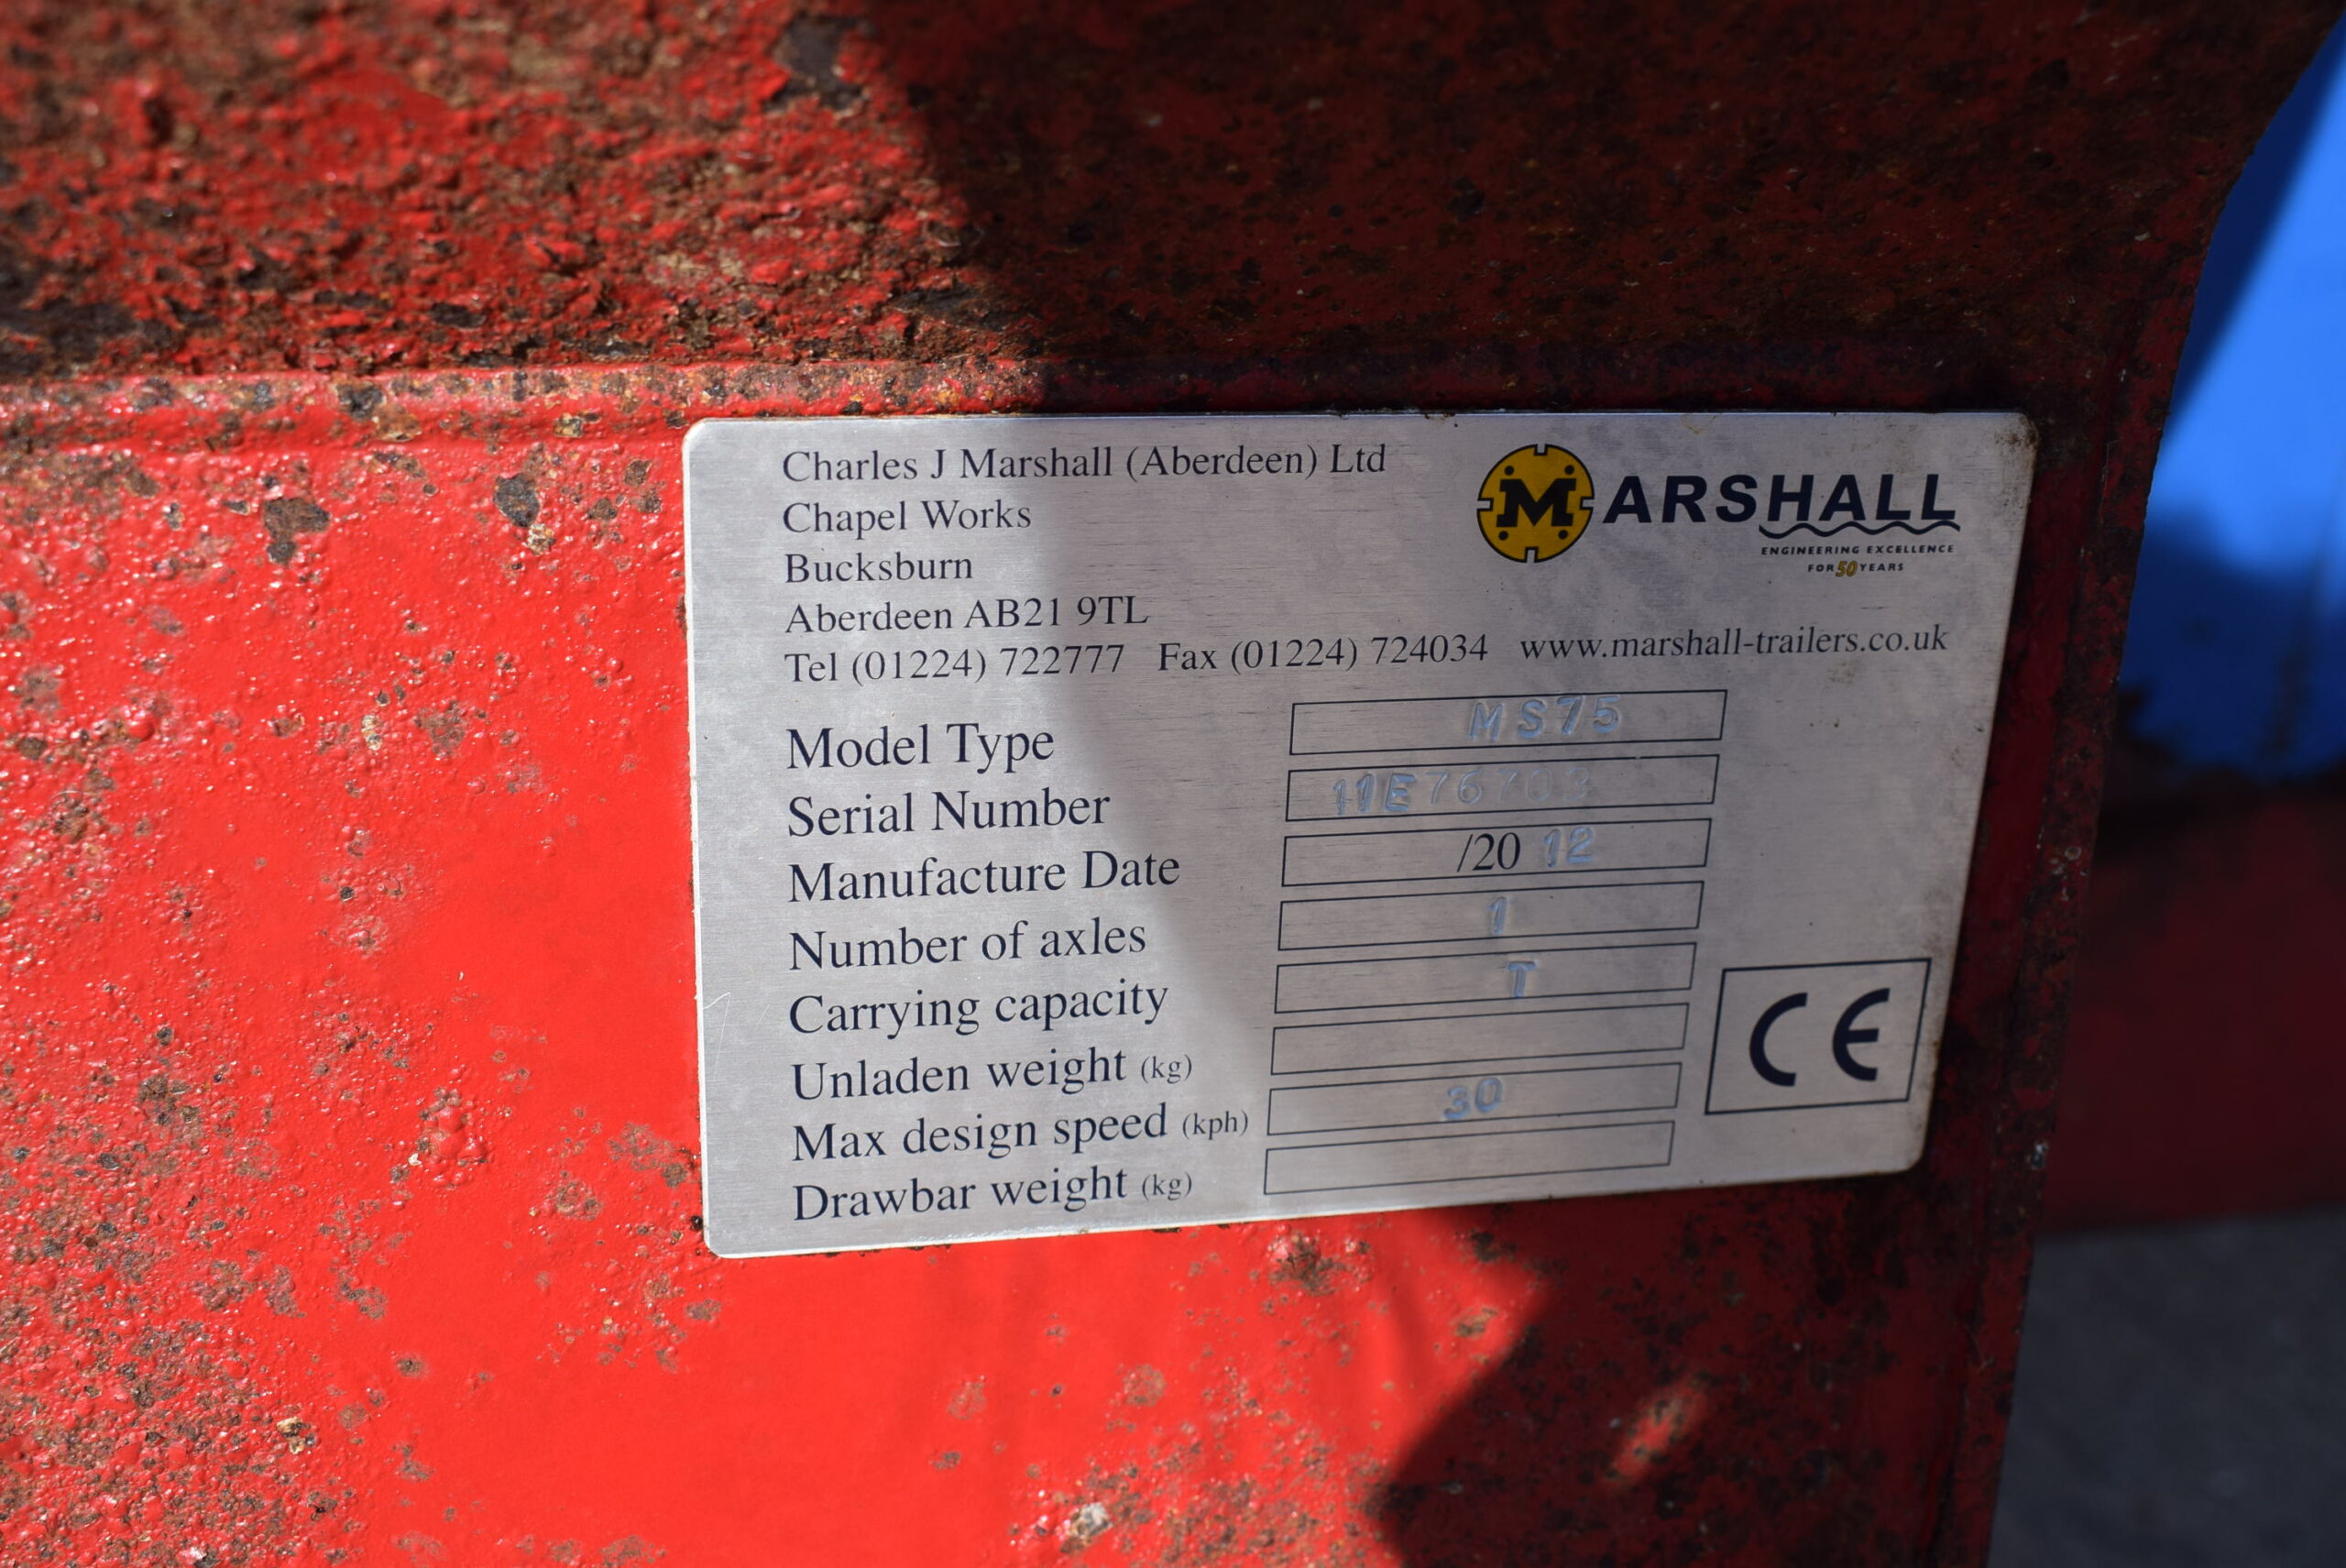 Charles J Marshall (Aberdeen) Ltd
Chapel Works
Bucksburn
Aberdeen AB21 9TL
Tel (01224) 722777 Fax (01224) 724034 www.marshall-trailers.co.uk
MARSHALL
ENGINEERING EXCELLENCE
FOR 50 YEARS
Model Type MS75
Serial Number 11E76703
Manufacture Date /20 12
Number of axles 1
Carrying capacity T
Unladen weight (kg)
Max design speed (kph) 30
Drawbar weight (kg)
CE